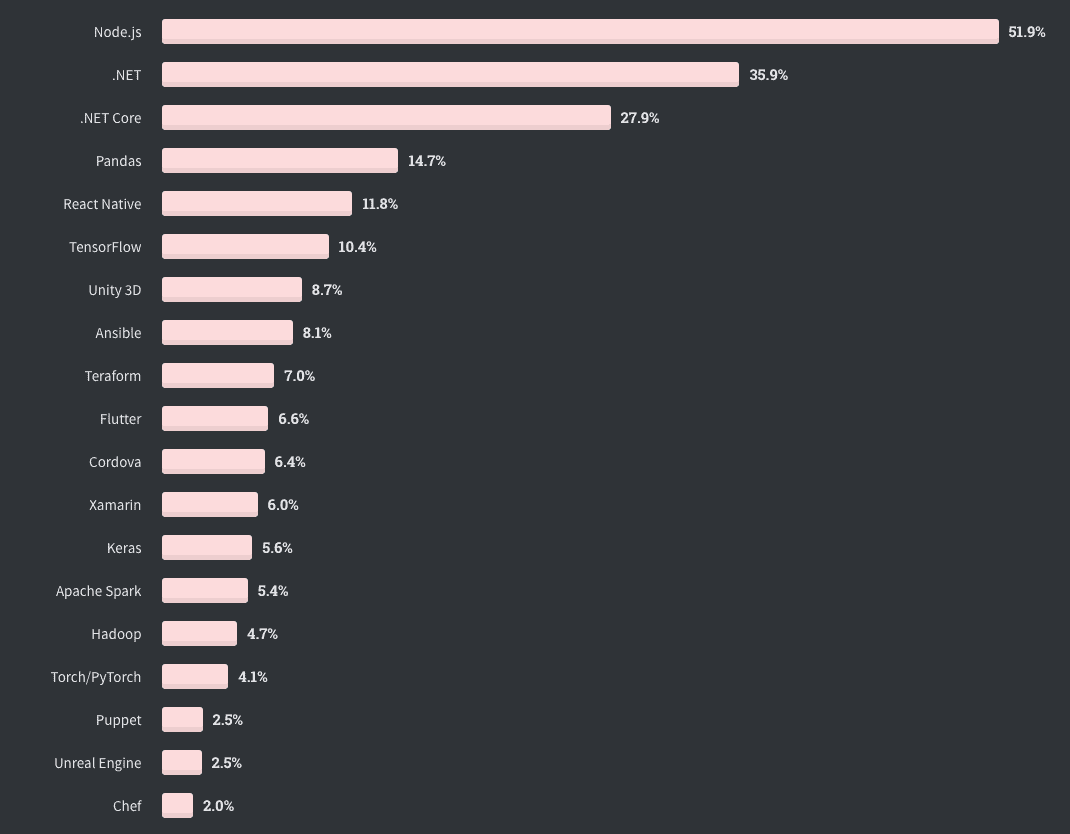 Node.js 51.9%
.NET 35.9%
.NET Core 27.9%
Pandas 14.7%
React Native 11.8%
TensorFlow 10.4%
Unity 3D 8.7%
Ansible 8.1%
Teraform 7.0%
Flutter 6.6%
Cordova 6.4%
Xamarin 6.0%
Keras 5.6%
Apache Spark 5.4%
Hadoop 4.7%
Torch/PyTorch 4.1%
Puppet 2.5%
Unreal Engine 2.5%
Chef 2.0%